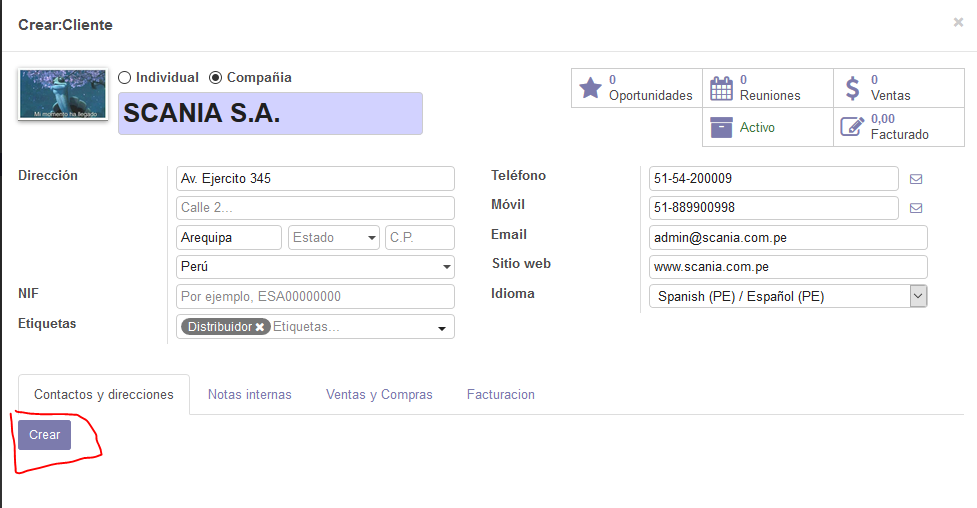 Crear:Cliente
×
Mi momento ha llegado
Individual Compañia
SCANIA S.A.
0
Oportunidades
0
Reuniones
0
Ventas
Activo
0,00
Facturado
Dirección
Av. Ejercito 345
Calle 2...
Arequipa Estado C.P.
Perú
NIF Por ejemplo, ESA00000000
Etiquetas Distribuidor × Etiquetas...
Teléfono 51-54-200009
Móvil 51-889900998
Email admin@scania.com.pe
Sitio web www.scania.com.pe
Idioma Spanish (PE) / Español (PE)
Contactos y direcciones Notas internas Ventas y Compras Facturacion
Crear